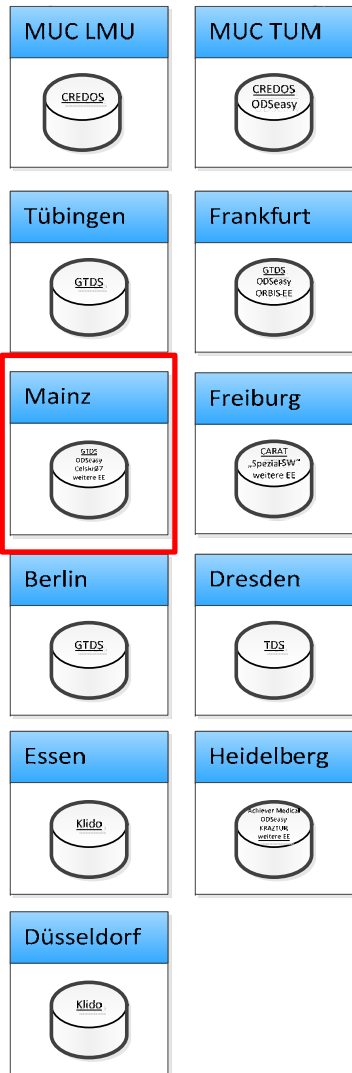 MUC LMU
CREDOS
MUC TUM
CREDOS
ODSeasy
Tübingen
GTDS
Frankfurt
GTDS
ODSeasy
ORBIS-EE
Mainz
GTDS
ODSeasy
Celsius37
weitere EE
Freiburg
CARAT
„Spezial-SW“
weitere EE
Berlin
GTDS
Dresden
TDS
Essen
Klido
Heidelberg
Achiever Medical
ODSeasy
KRAZTUR
weitere EE
Düsseldorf
Klido